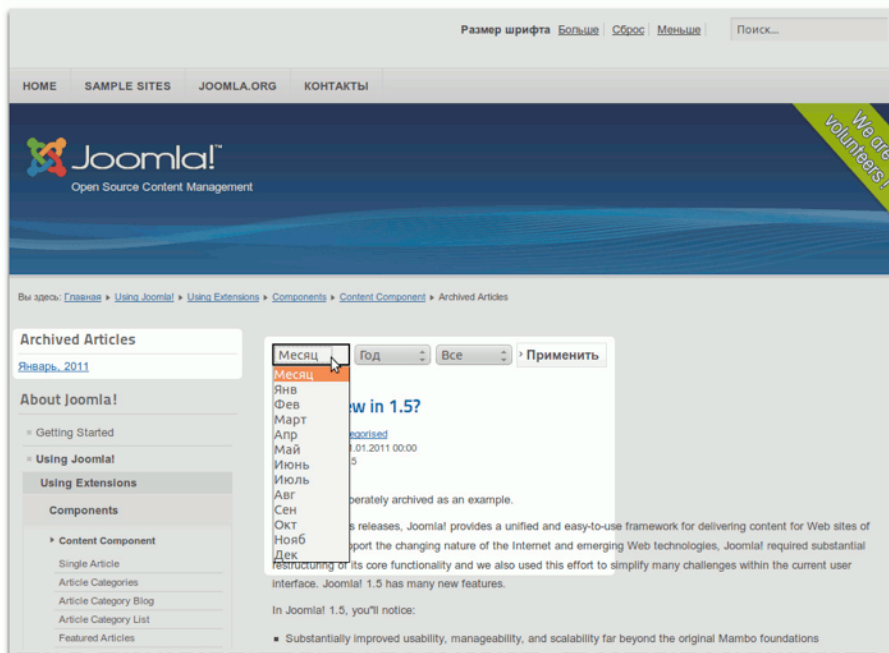 Размер шрифта Больше Сброс Меньше Поиск...
HOME SAMPLE SITES JOOMLA.ORG КОНТАКТЫ
We are volunteers !
Joomla!™
Open Source Content Management
Вы здесь: Главная ▸ Using Joomla! ▸ Using Extensions ▸ Components ▸ Content Component ▸ Archived Articles
Archived Articles
Январь, 2011
About Joomla!
Getting Started
Using Joomla!
Using Extensions
Components
Content Component
Single Article
Article Categories
Article Category Blog
Article Category List
Featured Articles
Месяц Год Все Применить
Месяц
Янв
Фев
Март
Апр
Май
Июнь
Июль
Авг
Сен
Окт
Нояб
Дек
in 1.5?
1.01.2011 00:00
archived as an example.
releases, Joomla! provides a unified and easy-to-use framework for delivering content for Web sites of
the changing nature of the Internet and emerging Web technologies, Joomla! required substantial
restructuring of its core functionality and we also used this effort to simplify many challenges within the current user
interface. Joomla! 1.5 has many new features.
In Joomla! 1.5, you"ll notice:
▪ Substantially improved usability, manageability, and scalability far beyond the original Mambo foundations